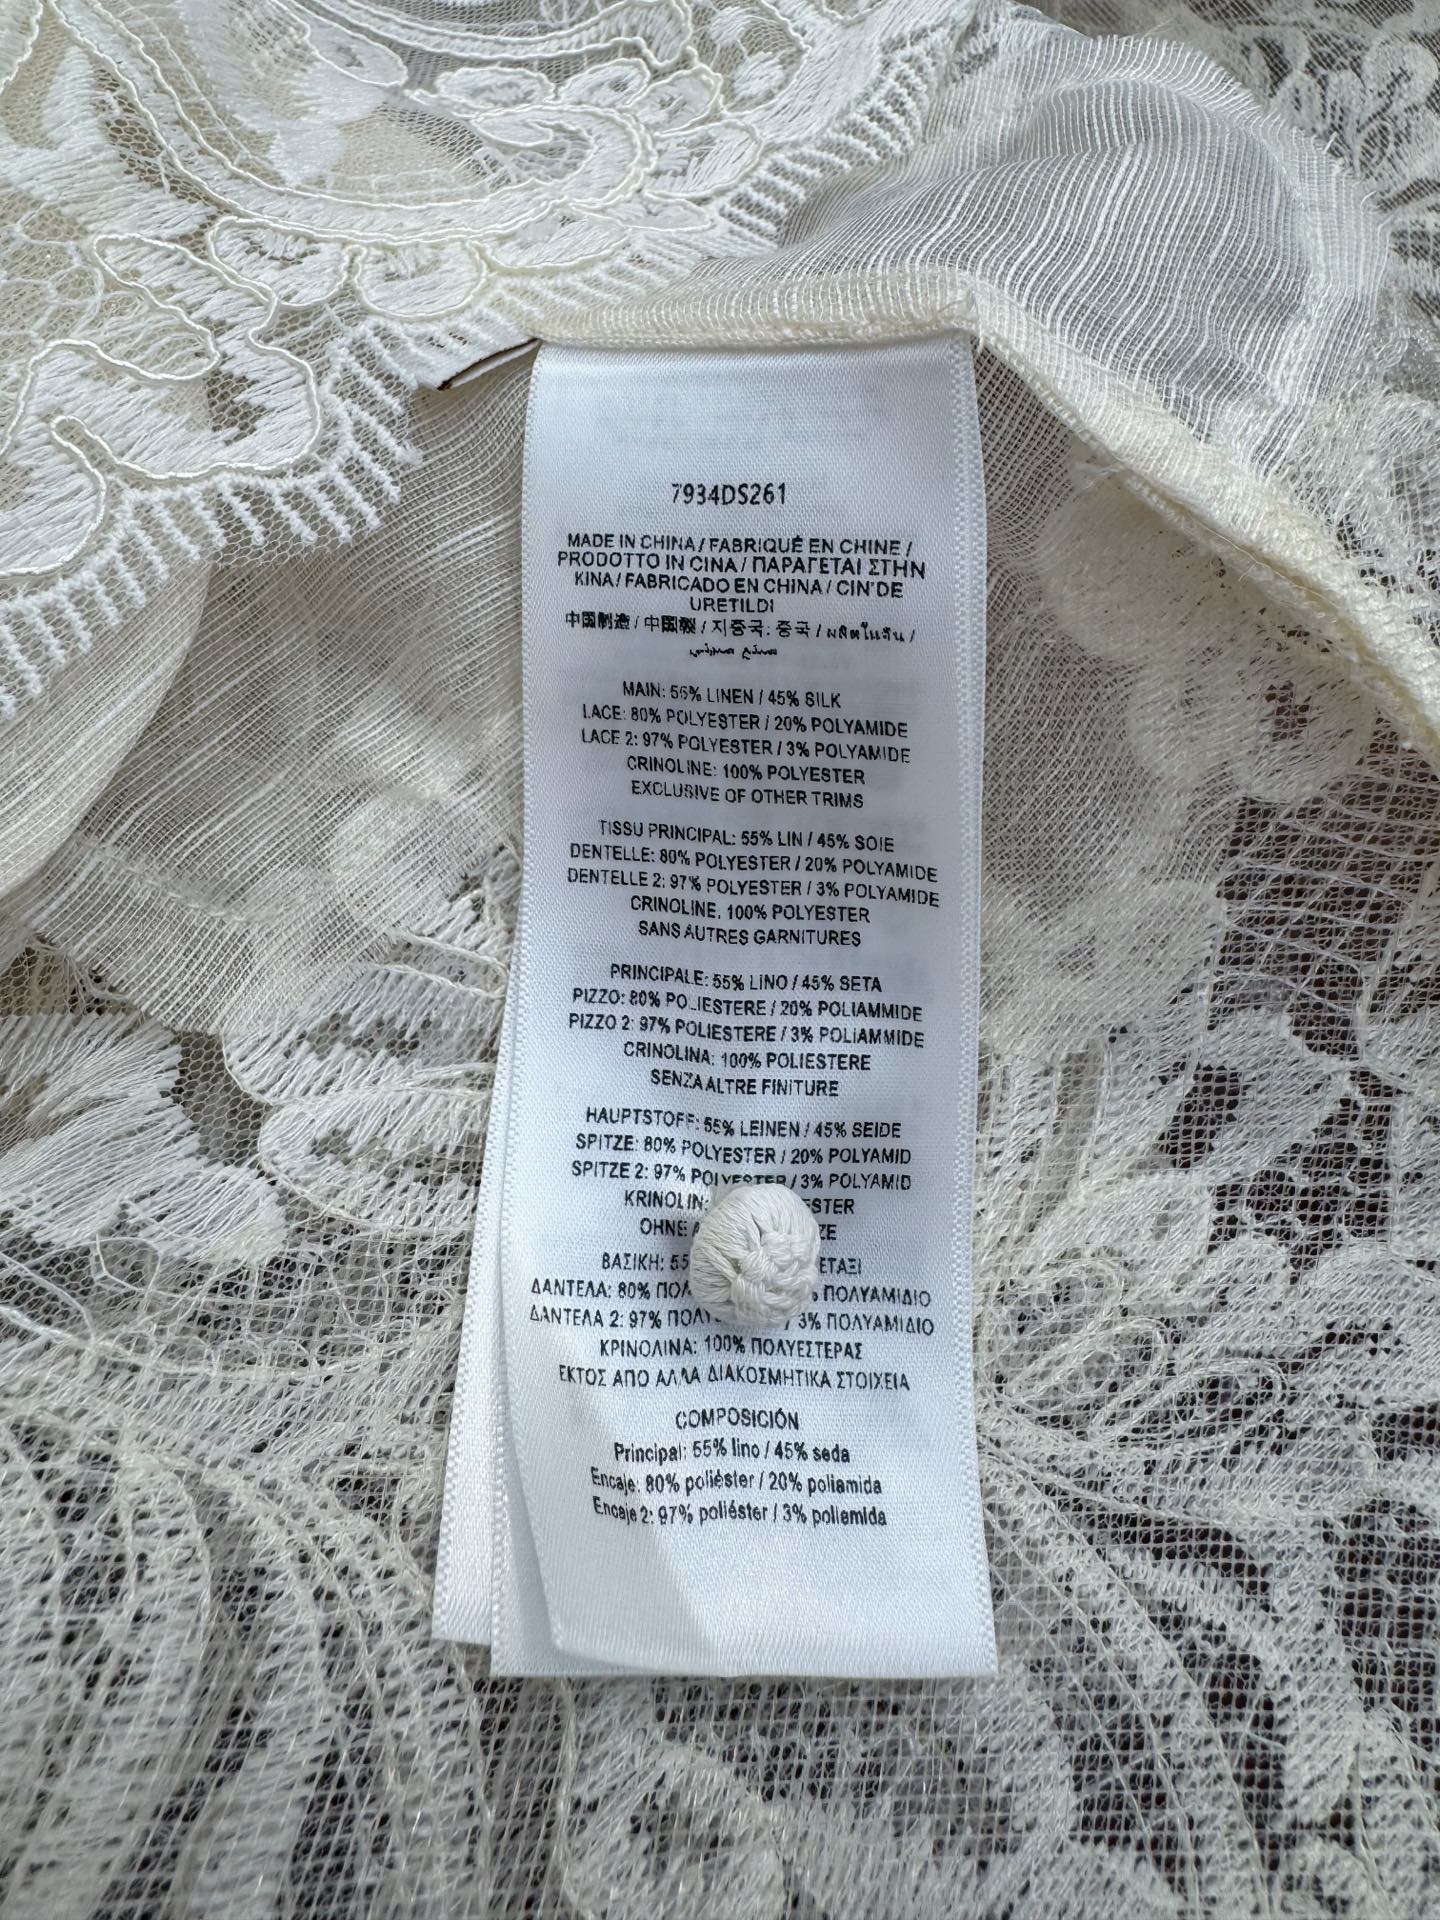 7934DS261
MADE IN CHINA / FABRIQUÉ EN CHINE /
PRODOTTO IN CINA / ΠΑΡΑΓΕΤΑΙ ΣΤΗΝ
ΚΙΝΑ / FABRICADO EN CHINA / CIN'DE
URETILDI
中国制造 / 中國製 / 지중국: 중국 / ผลิตในจีน /
MAIN: 55% LINEN / 45% SILK
LACE: 80% POLYESTER / 20% POLYAMIDE
LACE 2: 97% POLYESTER / 3% POLYAMIDE
CRINOLINE: 100% POLYESTER
EXCLUSIVE OF OTHER TRIMS
TISSU PRINCIPAL: 55% LIN / 45% SOIE
DENTELLE: 80% POLYESTER / 20% POLYAMIDE
DENTELLE 2: 97% POLYESTER / 3% POLYAMIDE
CRINOLINE. 100% POLYESTER
SANS AUTRES GARNITURES
PRINCIPALE: 55% LINO / 45% SETA
PIZZO: 80% POLIESTERE / 20% POLIAMMIDE
PIZZO 2: 97% POLIESTERE / 3% POLIAMMIDE
CRINOLINA: 100% POLIESTERE
SENZA ALTRE FINITURE
HAUPTSTOFF: 55% LEINEN / 45% SEIDE
SPITZE: 80% POLYESTER / 20% POLYAMID
SPITZE 2: 97% POLYESTER / 3% POLYAMID
OHNE
ΒΑΣΙΚΗ:
ΔΑΝΤΕΛΑ: 80% ΠΟΛΥΑΜΙΔΙΟ
ΔΑΝΤΕΛΑ 2: 97% / 3% ΠΟΛΥΑΜΙΔΙΟ
ΚΡΙΝΟΛΙΝΑ: 100% ΠΟΛΥΕΣΤΕΡΑΣ
ΕΚΤΟΣ ΑΠΟ ΑΛΛΑ ΔΙΑΚΟΣΜΗΤΙΚΑ ΣΤΟΙΧΕΙΑ
COMPOSICIÓN
Principal: 55% lino / 45% seda
Encaje: 80% poliéster / 20% poliamida
Encaje 2: 97% poliéster / 3% poliamida